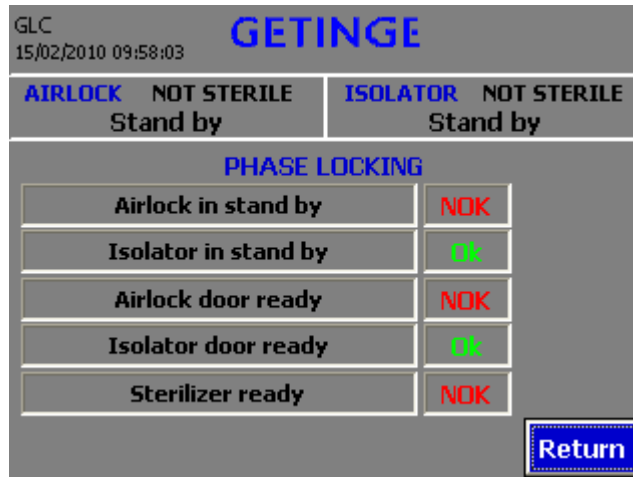 GLC
GETINGE
15/02/2010 09:58:03
AIRLOCK NOT STERILE
Stand by
ISOLATOR NOT STERILE
Stand by
PHASE LOCKING
Airlock in stand by NOK
Isolator in stand by Ok
Airlock door ready NOK
Isolator door ready Ok
Sterilizer ready NOK
Return